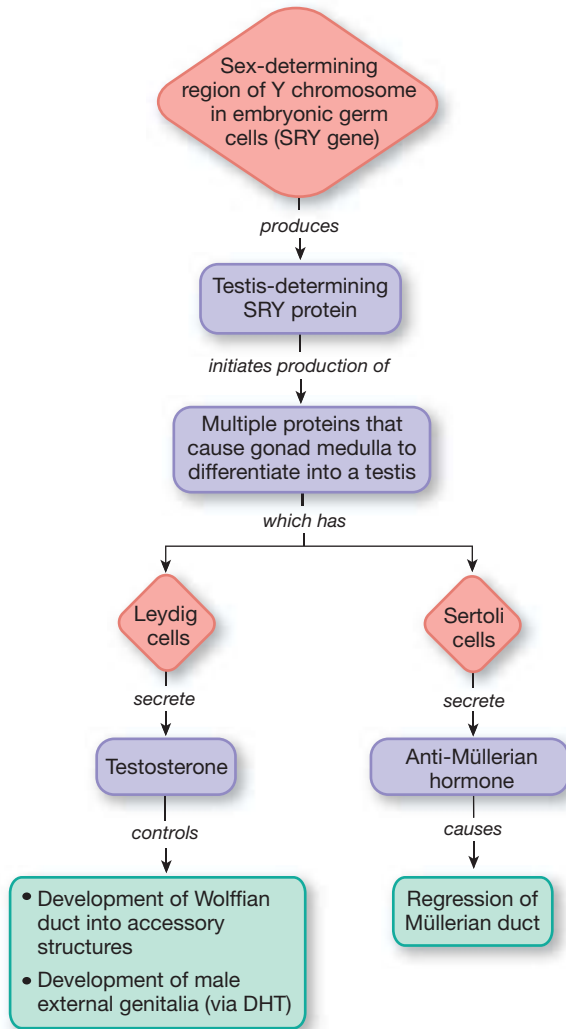 Sex-determining
region of Y chromosome
in embryonic germ
cells (SRY gene)
produces
Testis-determining
SRY protein
initiates production of
Multiple proteins that
cause gonad medulla to
differentiate into a testis
which has
Leydig
cells
secrete
Testosterone
controls
• Development of Wolffian
duct into accessory
structures
• Development of male
external genitalia (via DHT)
Sertoli
cells
secrete
Anti-Müllerian
hormone
causes
Regression of
Müllerian duct